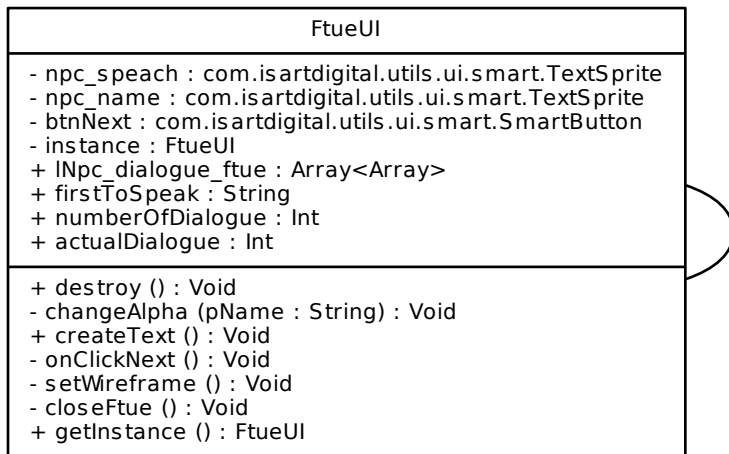 FtueUI
- npc_speach : com.isartdigital.utils.ui.smart.TextSprite
- npc_name : com.isartdigital.utils.ui.smart.TextSprite
- btnNext : com.isartdigital.utils.ui.smart.SmartButton
- instance : FtueUI
+ lNpc_dialogue_ftue : Array<Array>
+ firstToSpeak : String
+ numberOfDialogue : Int
+ actualDialogue : Int
+ destroy () : Void
- changeAlpha (pName : String) : Void
+ createText () : Void
- onClickNext () : Void
- setWireframe () : Void
- closeFtue () : Void
+ getInstance () : FtueUI